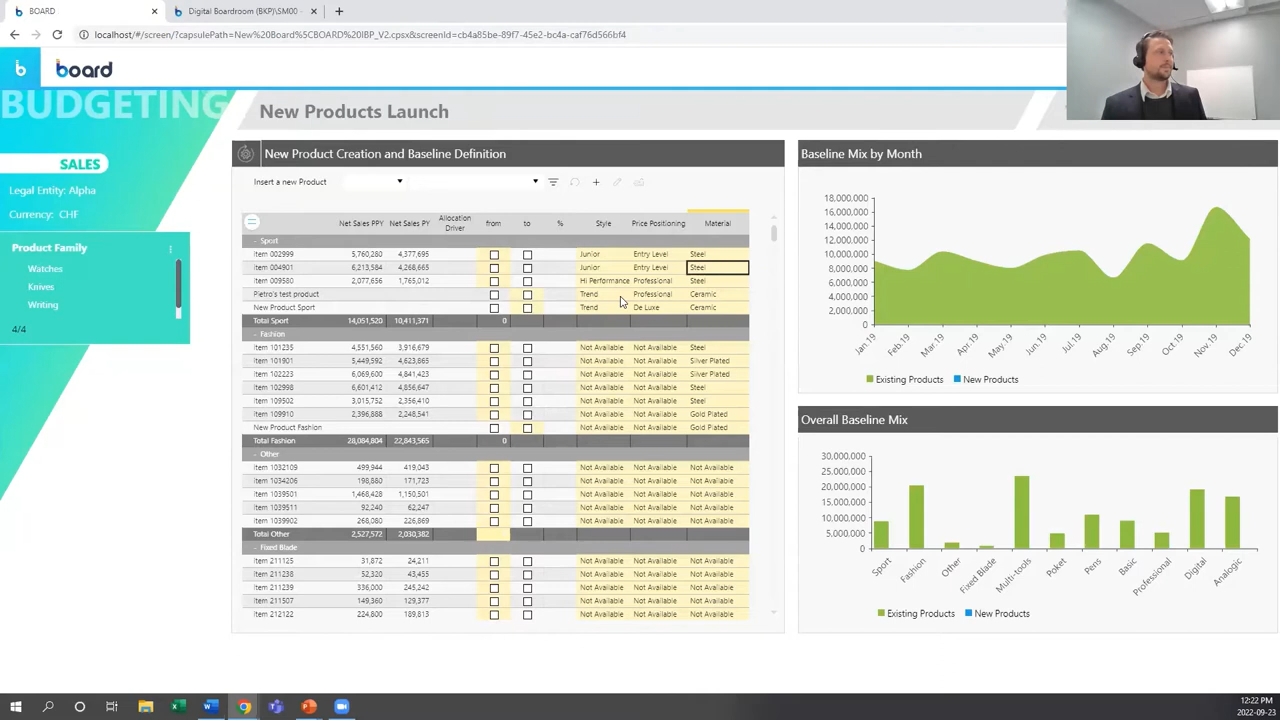 BOARD
Digital Boardroom (BKP)\SM00 -
localhost/#/screen/?capsulePath=New%20Board%5CBOARD%20IBP_V2.cpsx&screenId=cb4a85be-89f7-45e2-bc4a-caf76d566bf4
b board
BUDGETING
New Products Launch
SALES
Legal Entity: Alpha
Currency: CHF
Product Family
Watches
Knives
Writing
4/4
New Product Creation and Baseline Definition
Insert a new Product
Net Sales PPY Net Sales PY Allocation Driver from to % Style Price Positioning Material
- Sport
Item 002999 5,760,280 4,377,695 Junior Entry Level Steel
Item 004901 6,213,584 4,268,665 Junior Entry Level Steel
Item 009580 2,077,656 1,765,012 Hi Performance Professional Steel
Pietro's test product Trend Professional Ceramic
New Product Sport Trend De Luxe Ceramic
Total Sport 14,051,520 10,411,371 0
- Fashion
Item 101235 4,551,560 3,916,679 Not Available Not Available Steel
Item 101901 5,449,592 4,623,865 Not Available Not Available Silver Plated
Item 102223 6,069,600 4,841,423 Not Available Not Available Silver Plated
Item 102998 6,601,412 4,856,647 Not Available Not Available Steel
Item 109502 3,015,752 2,356,410 Not Available Not Available Steel
Item 109910 2,396,888 2,248,541 Not Available Not Available Gold Plated
New Product Fashion Not Available Not Available Gold Plated
Total Fashion 28,084,804 22,843,565 0
- Other
Item 1032109 499,944 419,043 Not Available Not Available Not Available
Item 1034206 198,880 171,723 Not Available Not Available Not Available
Item 1039501 1,468,428 1,150,501 Not Available Not Available Not Available
Item 1039511 92,240 62,247 Not Available Not Available Not Available
Item 1039902 268,080 226,869 Not Available Not Available Not Available
Total Other 2,527,572 2,030,382
- Fixed Blade
Item 211125 31,872 24,211 Not Available Not Available Not Available
Item 211238 52,320 43,455 Not Available Not Available Not Available
Item 211239 336,000 245,242 Not Available Not Available Not Available
Item 211507 149,360 129,377 Not Available Not Available Not Available
Item 212122 224,800 189,813 Not Available Not Available Not Available
Baseline Mix by Month
18.000.000
16.000.000
14.000.000
12.000.000
10.000.000
8.000.000
6.000.000
4.000.000
2.000.000
0
Jan.19 Feb.19 Mar.19 Apr.19 May.19 Jun.19 Jul.19 Aug.19 Sep.19 Oct.19 Nov.19 Dec.19
Existing Products New Products
Overall Baseline Mix
30.000.000
25.000.000
20.000.000
15.000.000
10.000.000
5.000.000
0
Sport Fashion Other Fixed Blade Multi-tools Poket Pens Basic Professional Digital Analogic
Existing Products New Products
12:22 PM
2022-09-23